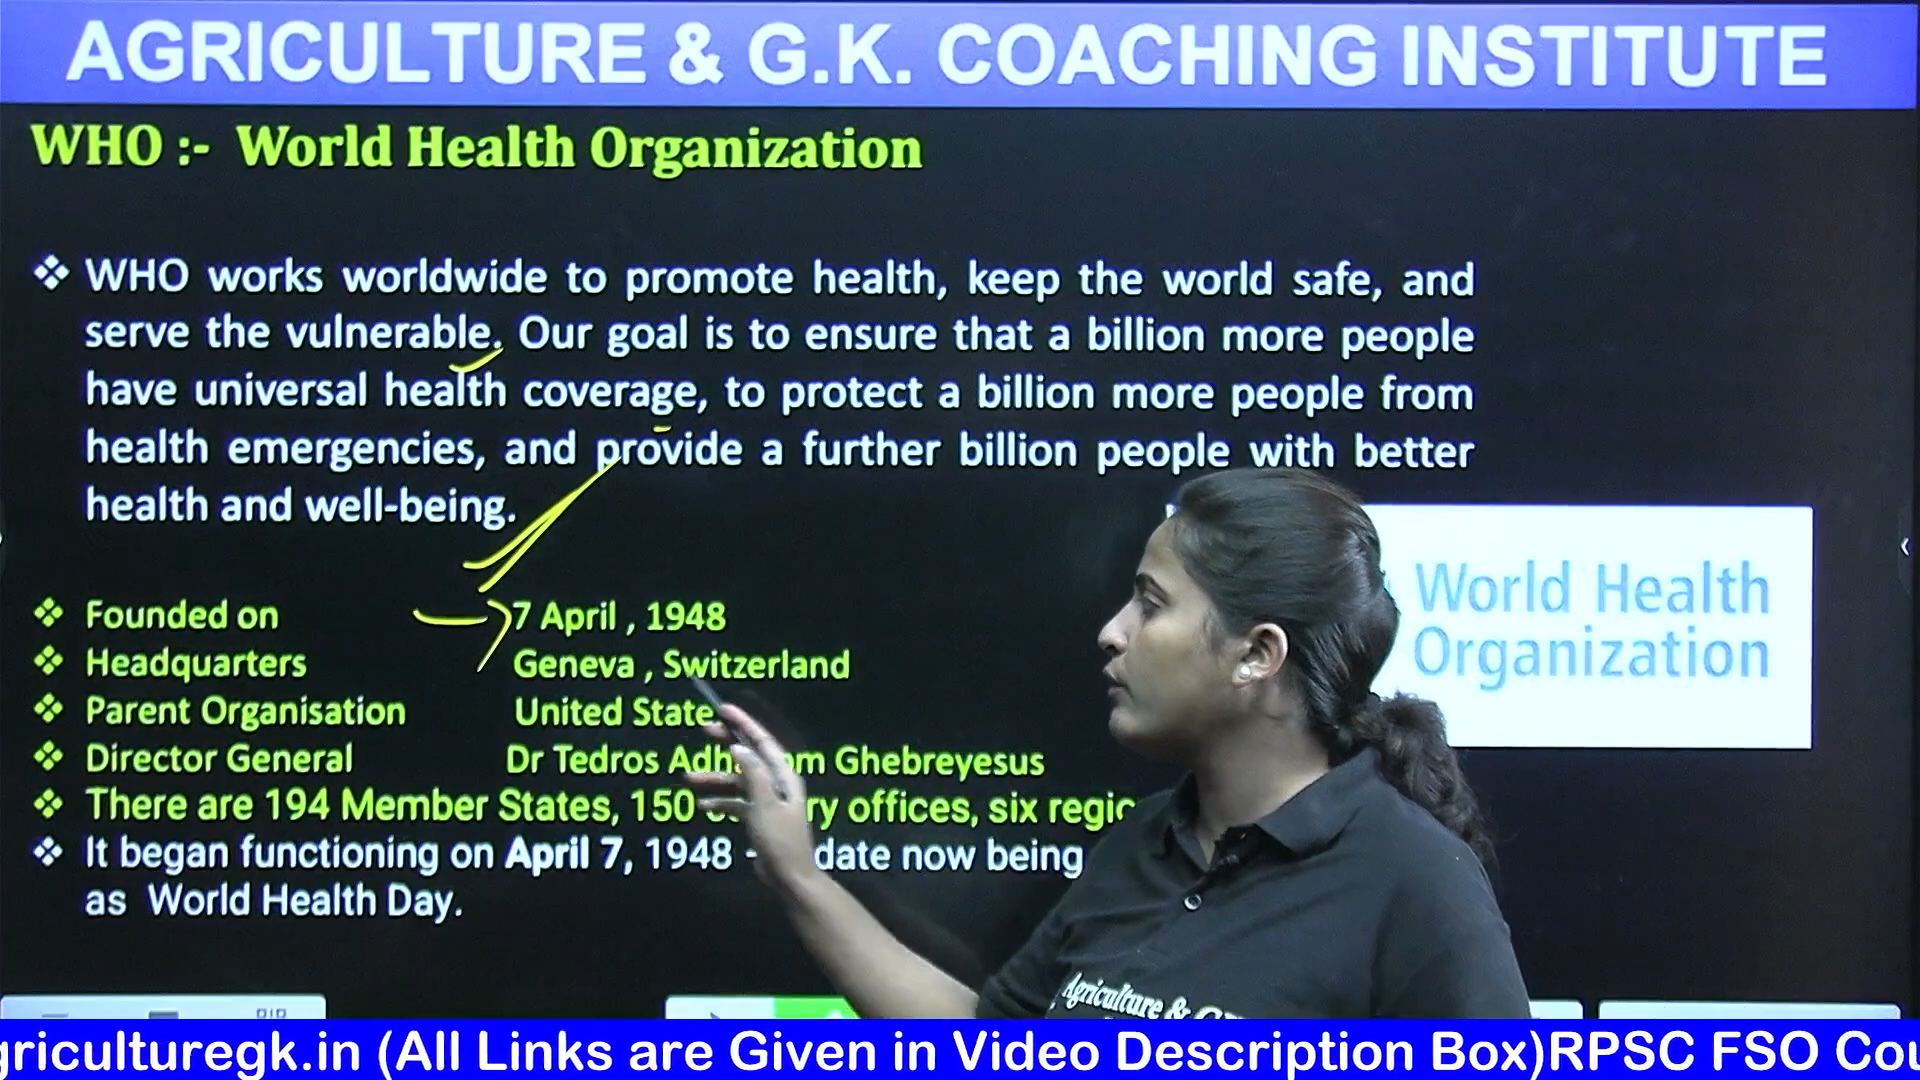 AGRICULTURE & G.K. COACHING INSTITUTE
WHO :- World Health Organization
❖ WHO works worldwide to promote health, keep the world safe, and
serve the vulnerable. Our goal is to ensure that a billion more people
have universal health coverage, to protect a billion more people from
health emergencies, and provide a further billion people with better
health and well-being.
World Health
Organization
❖ Founded on 7 April , 1948
❖ Headquarters Geneva , Switzerland
❖ Parent Organisation United State
❖ Director General Dr Tedros Ghebreyesus
❖ There are 194 Member States, 150 offices, six
❖ It began functioning on April 7, 1948 - date now being
as World Health Day.
Agriculture &
griculturegk.in (All Links are Given in Video Description Box)RPSC FSO Cou